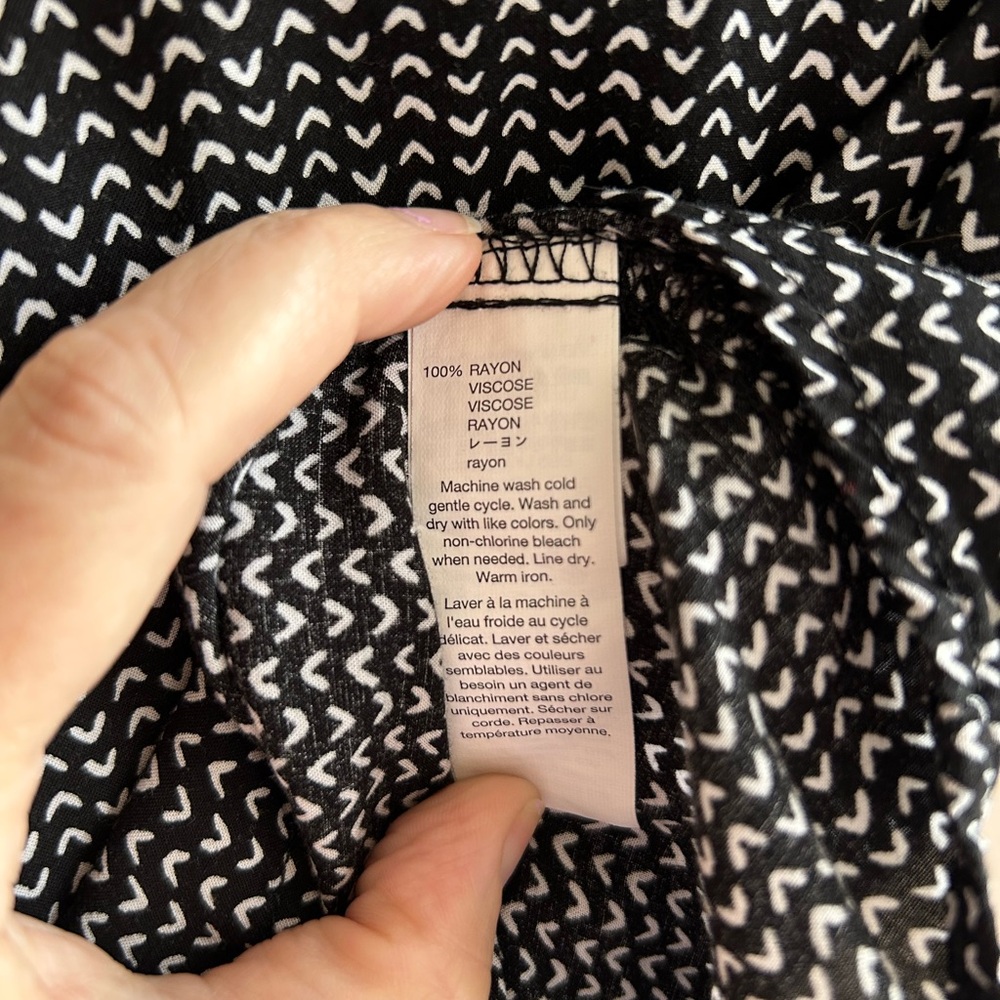 100% RAYON
VISCOSE
VISCOSE
RAYON
レーヨン
rayon
Machine wash cold
gentle cycle. Wash and
dry with like colors. Only
non-chlorine bleach
when needed. Line dry.
Warm iron.
Laver à la machine à
l'eau froide au cycle
délicat. Laver et sécher
avec des couleurs
semblables. Utiliser au
besoin un agent de
blanchiment sans chlore
uniquement. Sécher sur
corde. Repasser à
température moyenne.